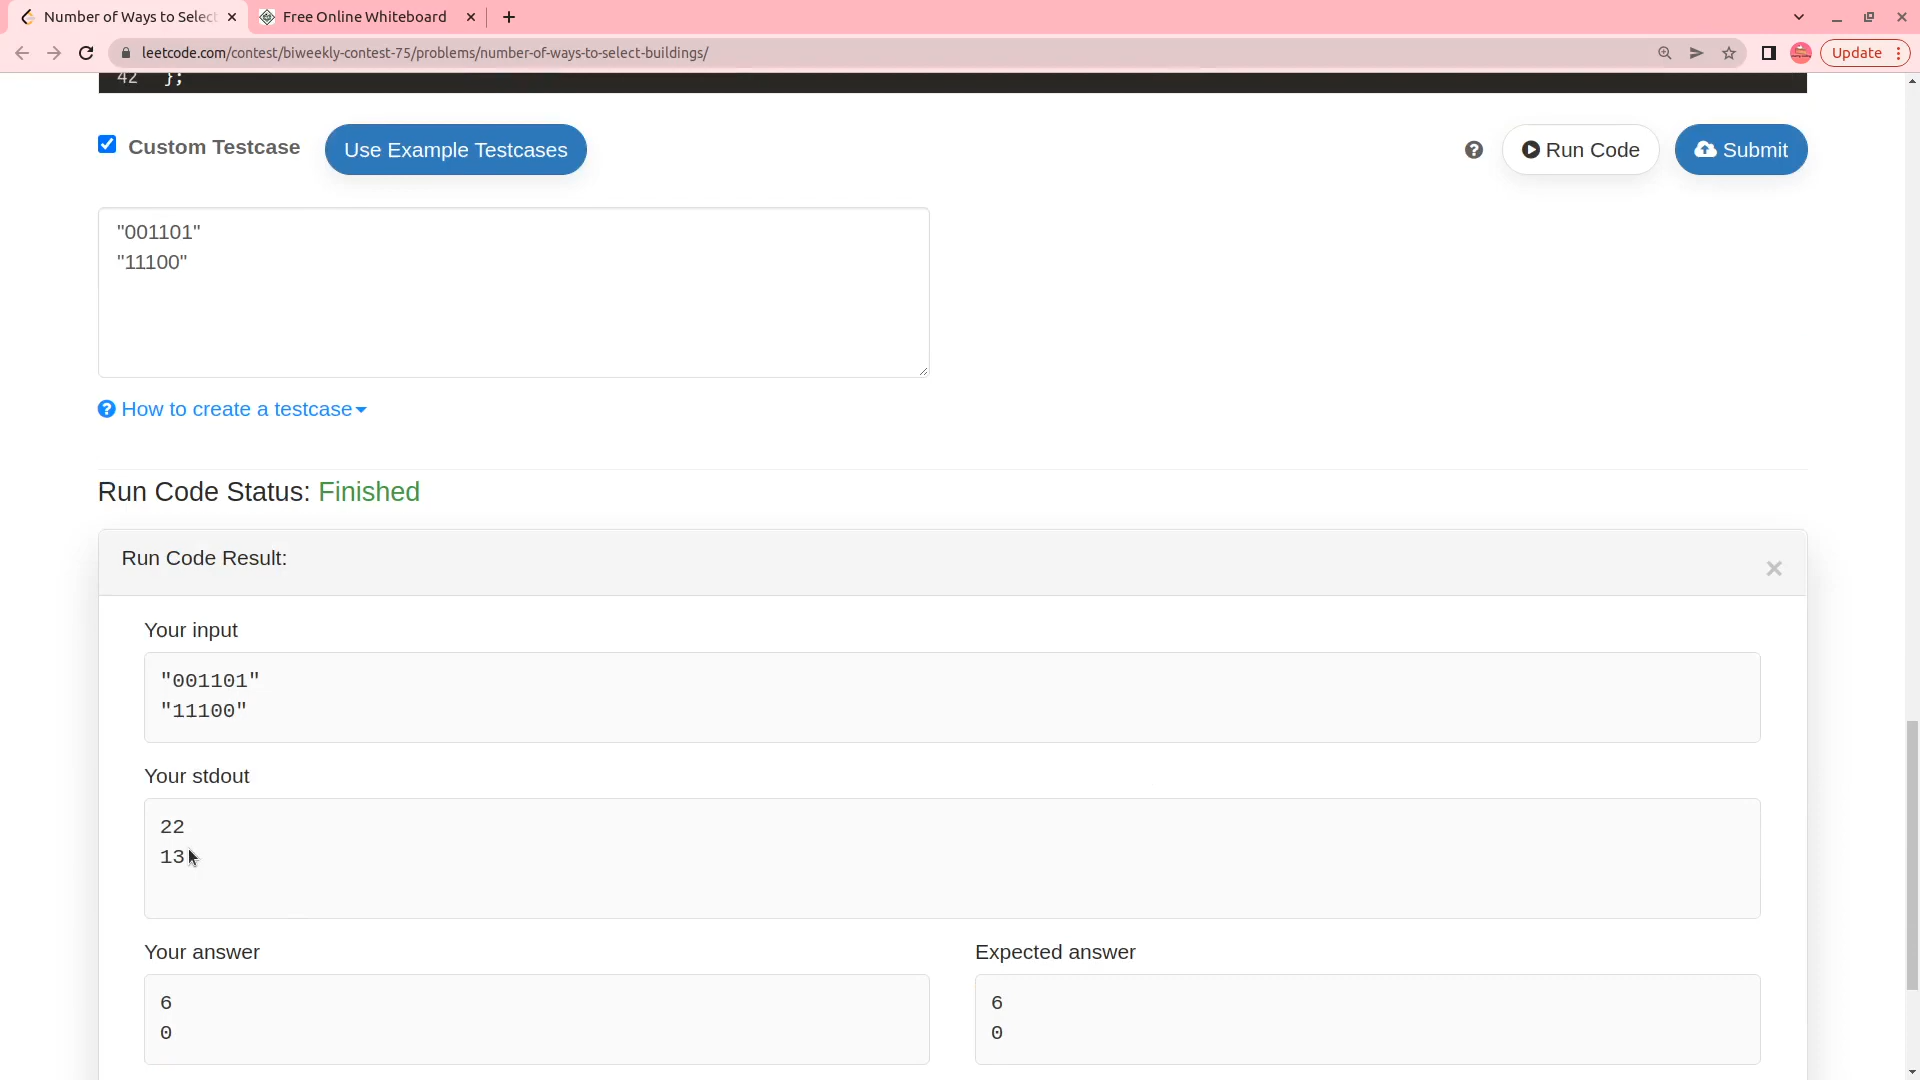 Number of Ways to Select
Free Online Whiteboard
leetcode.com/contest/biweekly-contest-75/problems/number-of-ways-to-select-buildings/
Update
42 };
Custom Testcase
Use Example Testcases
Run Code
Submit
"001101"
"11100"
How to create a testcase
Run Code Status: Finished
Run Code Result:
Your input
"001101"
"11100"
Your stdout
22
13
Your answer
Expected answer
6
0
6
0